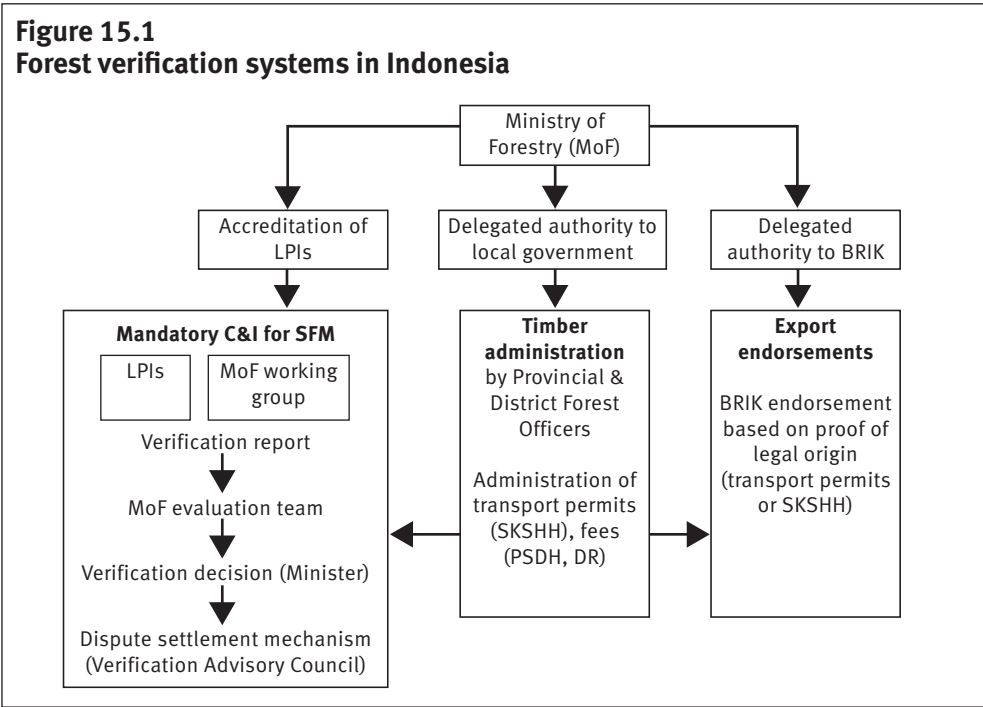 Figure 15.1
Forest verification systems in Indonesia
Ministry of
Forestry (MoF)
Accreditation of
LPIs
Delegated authority to
local government
Delegated
authority to BRIK
Mandatory C&I for SFM
LPIs
MoF working
group
Verification report
MoF evaluation team
Verification decision (Minister)
Dispute settlement mechanism
(Verification Advisory Council)
Timber
administration
by Provincial &
District Forest
Officers
Administration of
transport permits
(SKSHH), fees
(PSDH, DR)
Export
endorsements
BRIK endorsement
based on proof of
legal origin
(transport permits
or SKSHH)